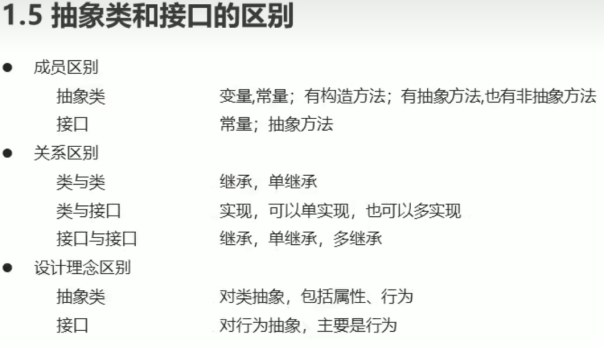 1.5 抽象类和接口的区别
● 成员区别
抽象类 变量,常量；有构造方法；有抽象方法,也有非抽象方法
接口 常量；抽象方法
● 关系区别
类与类 继承，单继承
类与接口 实现，可以单实现，也可以多实现
接口与接口 继承，单继承，多继承
● 设计理念区别
抽象类 对类抽象，包括属性、行为
接口 对行为抽象，主要是行为